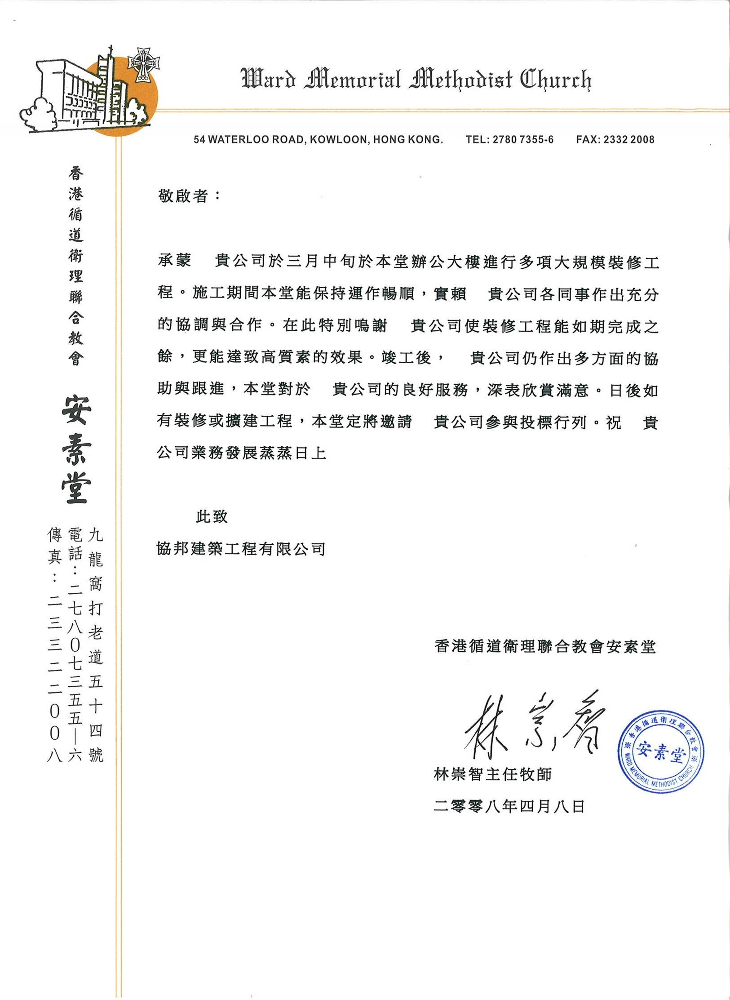 Ward Memorial Methodist Church
54 WATERLOO ROAD, KOWLOON, HONG KONG. TEL: 2780 7355-6 FAX: 2332 2008
香港循道衛理聯合教會
安素堂
九龍窩打老道五十四號
電話：二七八〇七三五五—六
傳真：二三三二二〇〇八
敬啟者：
承蒙 貴公司於三月中旬於本堂辦公大樓進行多項大規模裝修工
程。施工期間本堂能保持運作暢順，實賴 貴公司各同事作出充分
的協調與合作。在此特別鳴謝 貴公司使裝修工程能如期完成之
餘，更能達致高質素的效果。竣工後， 貴公司仍作出多方面的協
助與跟進，本堂對於 貴公司的良好服務，深表欣賞滿意。日後如
有裝修或擴建工程，本堂定將邀請 貴公司參與投標行列。祝 貴
公司業務發展蒸蒸日上
此致
協邦建築工程有限公司
香港循道衛理聯合教會安素堂
林崇智
林崇智主任牧師
二零零八年四月八日
※香港循道衛理聯合教會※
安素堂
WARD MEMORIAL METHODIST CHURCH